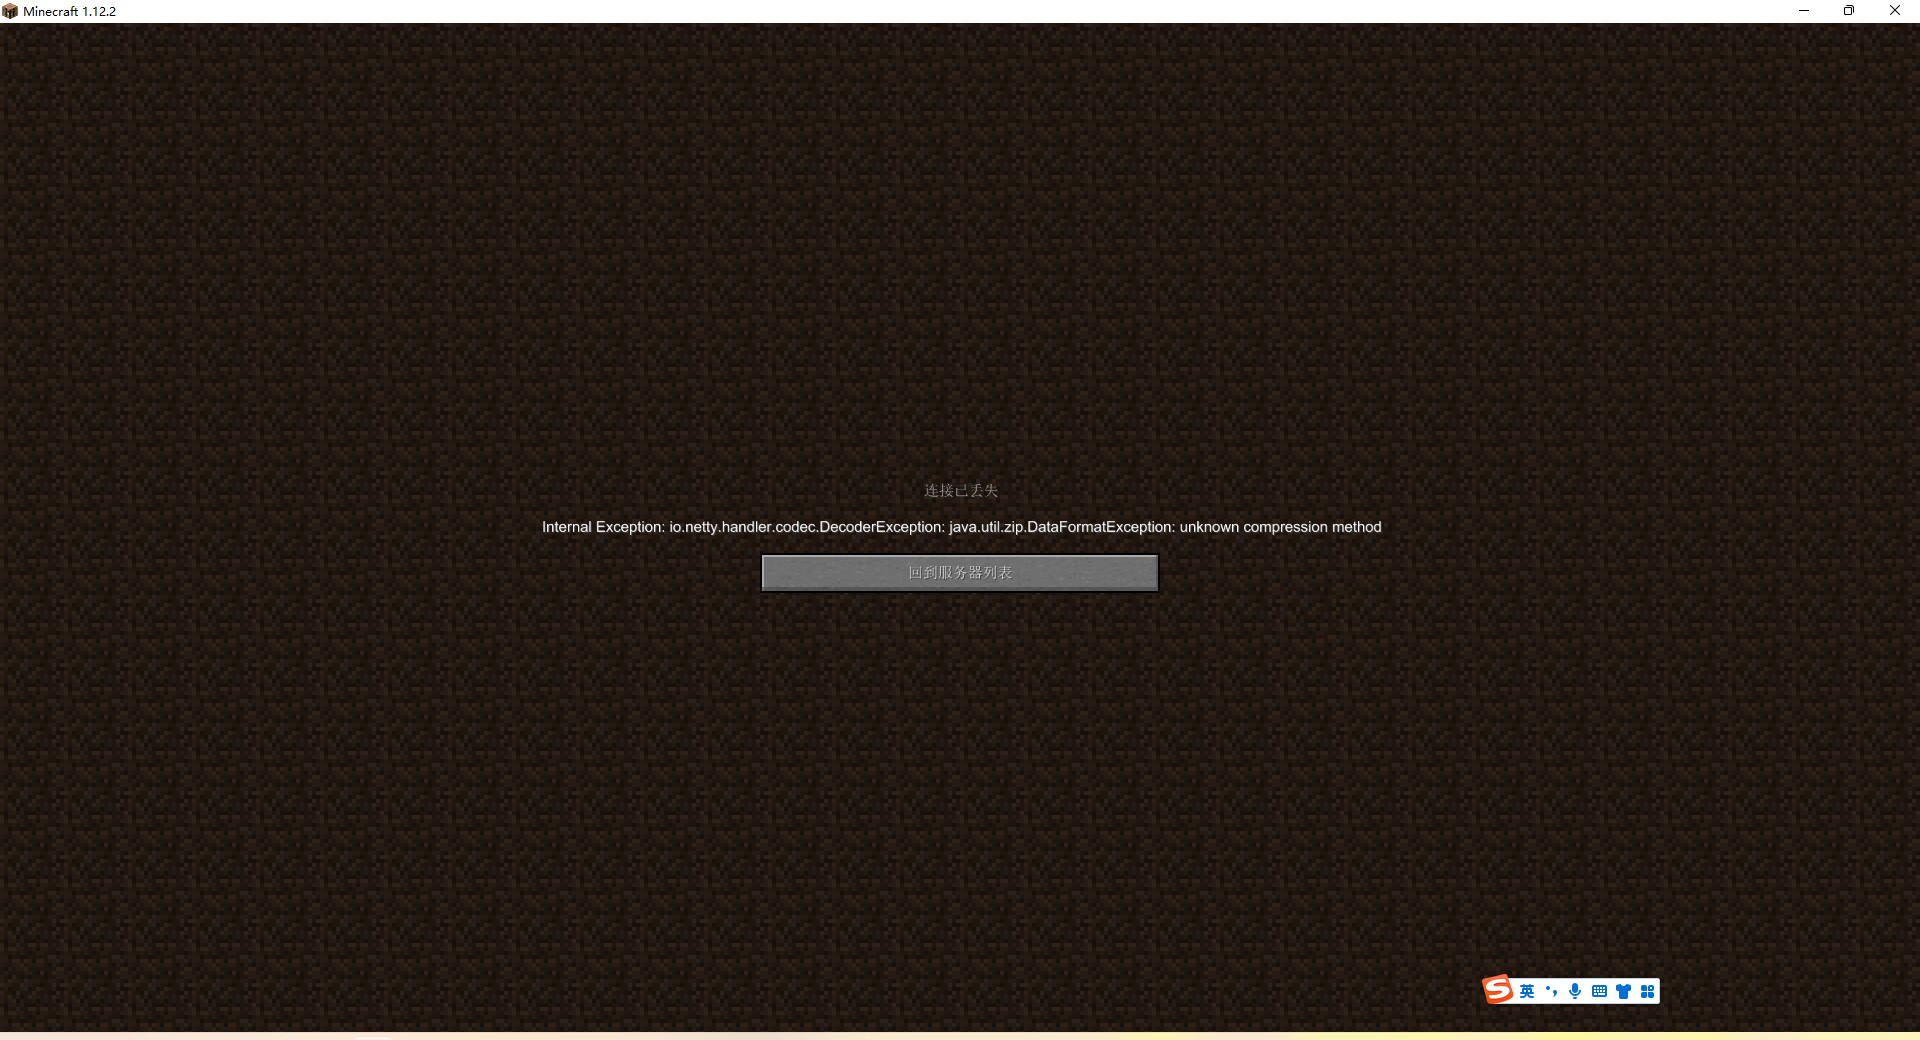 Minecraft 1.12.2
连接已丢失
Internal Exception: io.netty.handler.codec.DecoderException: java.util.zip.DataFormatException: unknown compression method
回到服务器列表
英